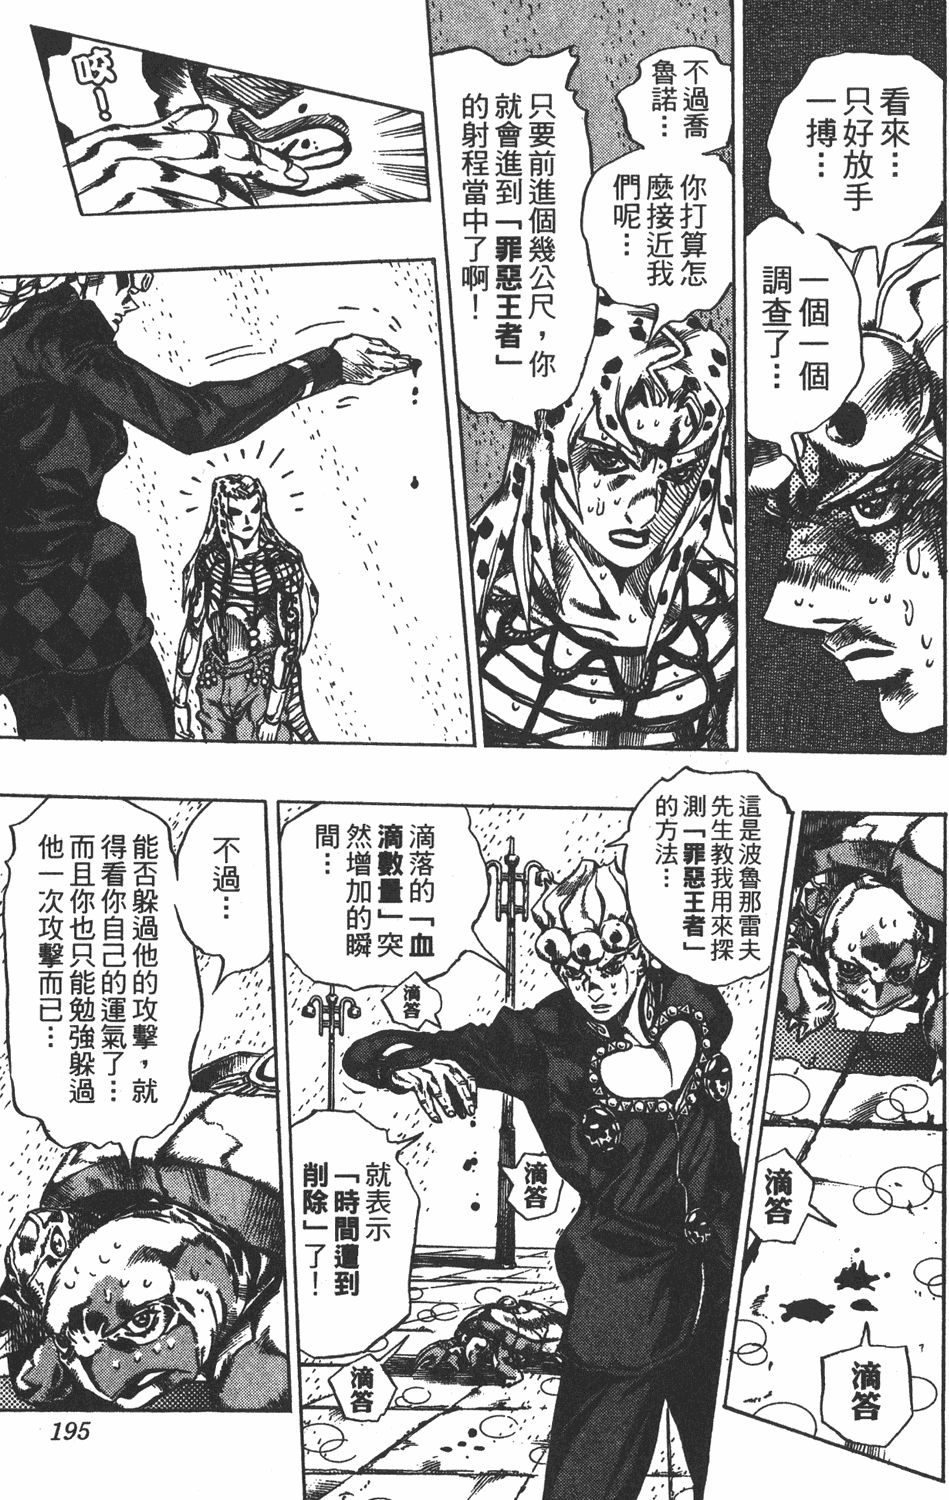 看來…
只好放手
一搏…
一個一個
調查了…
不過喬
魯諾…
你打算怎
麼接近我
們呢…
只要前進個幾公尺，你
就會進到「罪惡王者」
的射程當中了啊！
咬！
這是波魯那雷夫
先生教我用來探
測「罪惡王者」
的方法…
滴答
滴答
滴落的「血
滴數量」突
然增加的瞬
間…
滴答
滴答
就表示
「時間遭到
削除」了！
滴答
不過…
能否躲過他的攻擊，就
得看你自己的運氣了…
而且你也只能勉強躲過
他一次攻擊而已…
195